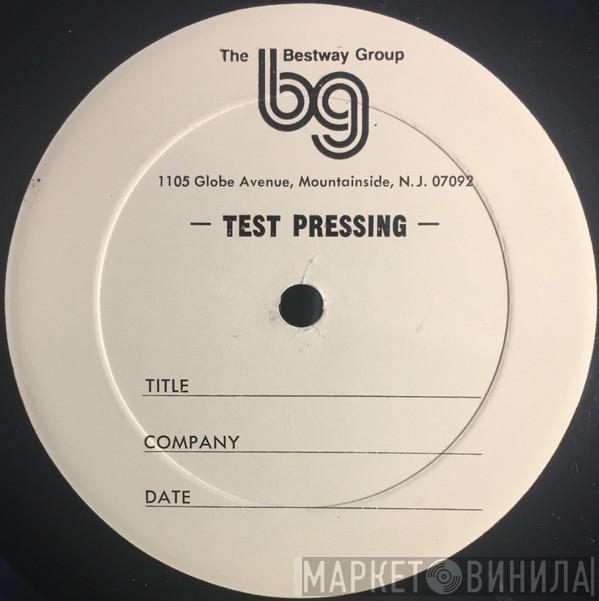 The Bestway Group
bg
1105 Globe Avenue, Mountainside, N.J. 07092
— TEST PRESSING —
TITLE
COMPANY
DATE
МАРКЕТ ВИНИЛА